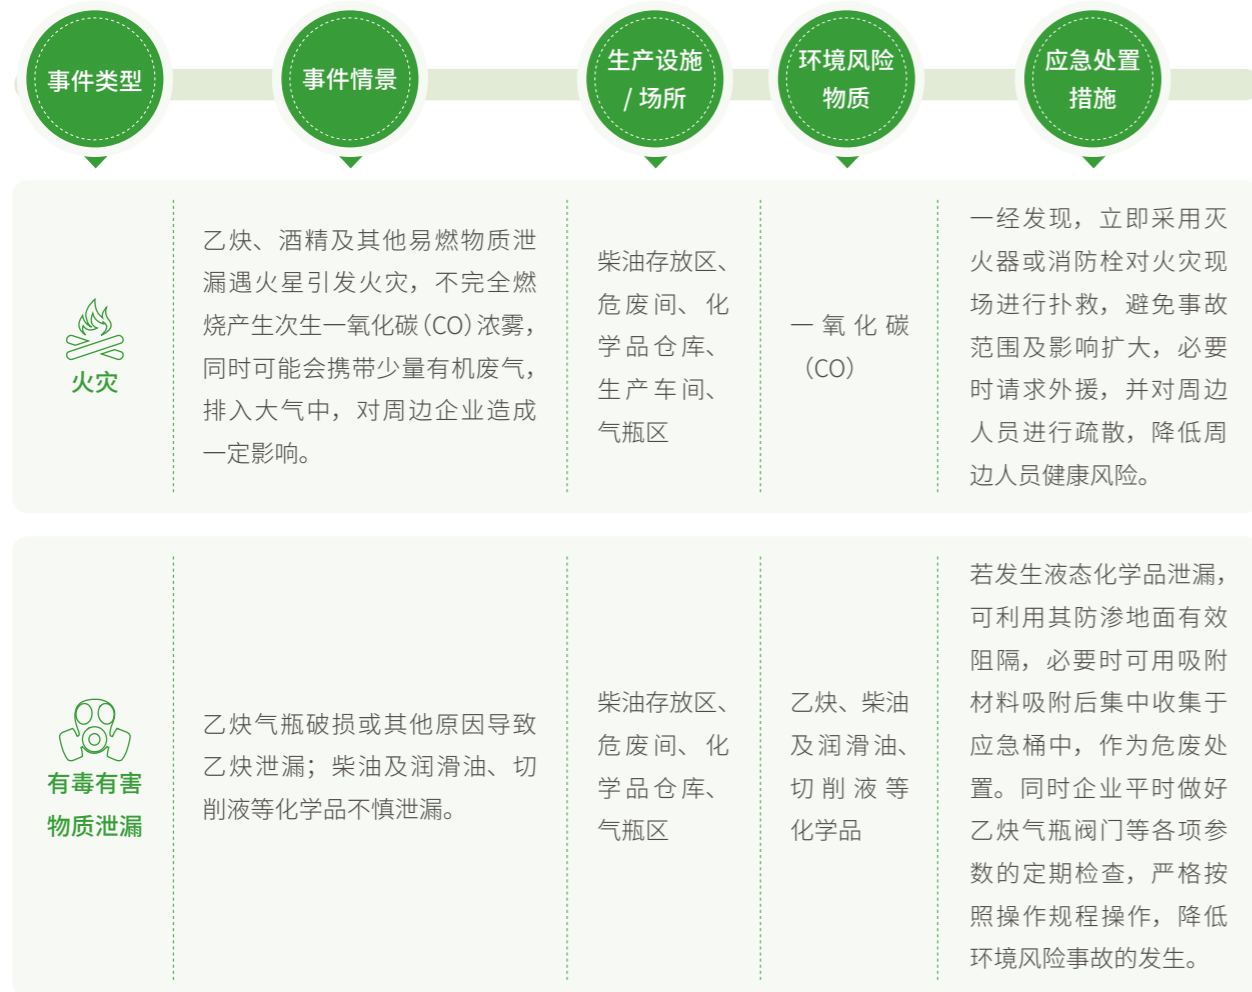 事件类型
事件情景
生产设施
/ 场所
环境风险
物质
应急处置
措施
火灾
乙炔、酒精及其他易燃物质泄
漏遇火星引发火灾，不完全燃
烧产生次生一氧化碳（CO）浓雾，
同时可能会携带少量有机废气，
排入大气中，对周边企业造成
一定影响。
柴油存放区、
危废间、化
学品仓库、
生产车间、
气瓶区
一氧化碳
（CO）
一经发现，立即采用灭
火器或消防栓对火灾现
场进行扑救，避免事故
范围及影响扩大，必要
时请求外援，并对周边
人员进行疏散，降低周
边人员健康风险。
有毒有害
物质泄漏
乙炔气瓶破损或其他原因导致
乙炔泄漏；柴油及润滑油、切
削液等化学品不慎泄漏。
柴油存放区、
危废间、化
学品仓库、
气瓶区
乙炔、柴油
及润滑油、
切削液等
化学品
若发生液态化学品泄漏，
可利用其防渗地面有效
阻隔，必要时可用吸附
材料吸附后集中收集于
应急桶中，作为危废处
置。同时企业平时做好
乙炔气瓶阀门等各项参
数的定期检查，严格按
照操作规程操作，降低
环境风险事故的发生。